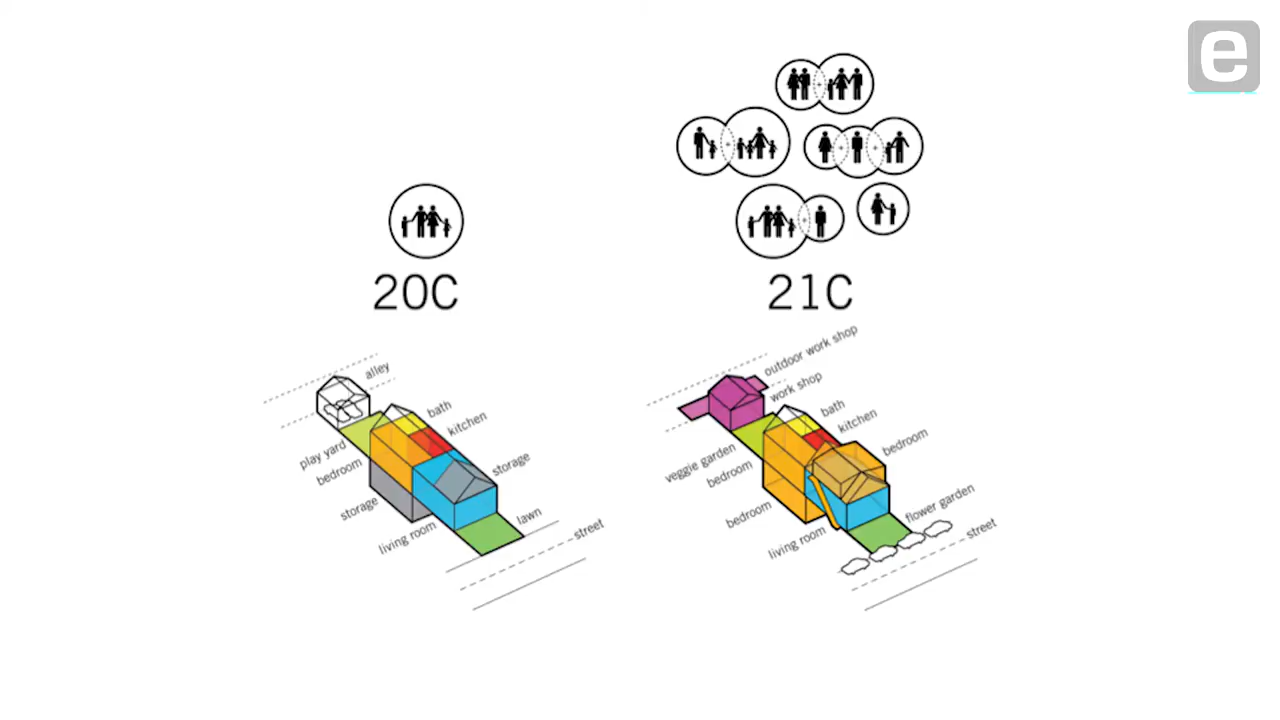 e
20C
21C
alley
bath
kitchen
storage
play yard
bedroom
storage
living room
lawn
street
outdoor work shop
work shop
bath
kitchen
bedroom
veggie garden
bedroom
bedroom
living room
flower garden
street